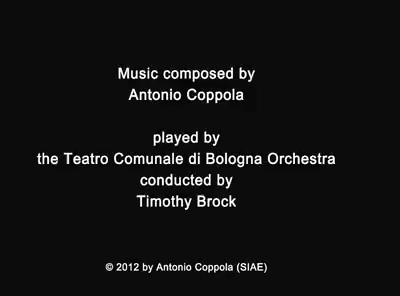 Music composed by
Antonio Coppola
played by
the Teatro Comunale di Bologna Orchestra
conducted by
Timothy Brock
© 2012 by Antonio Coppola (SIAE)